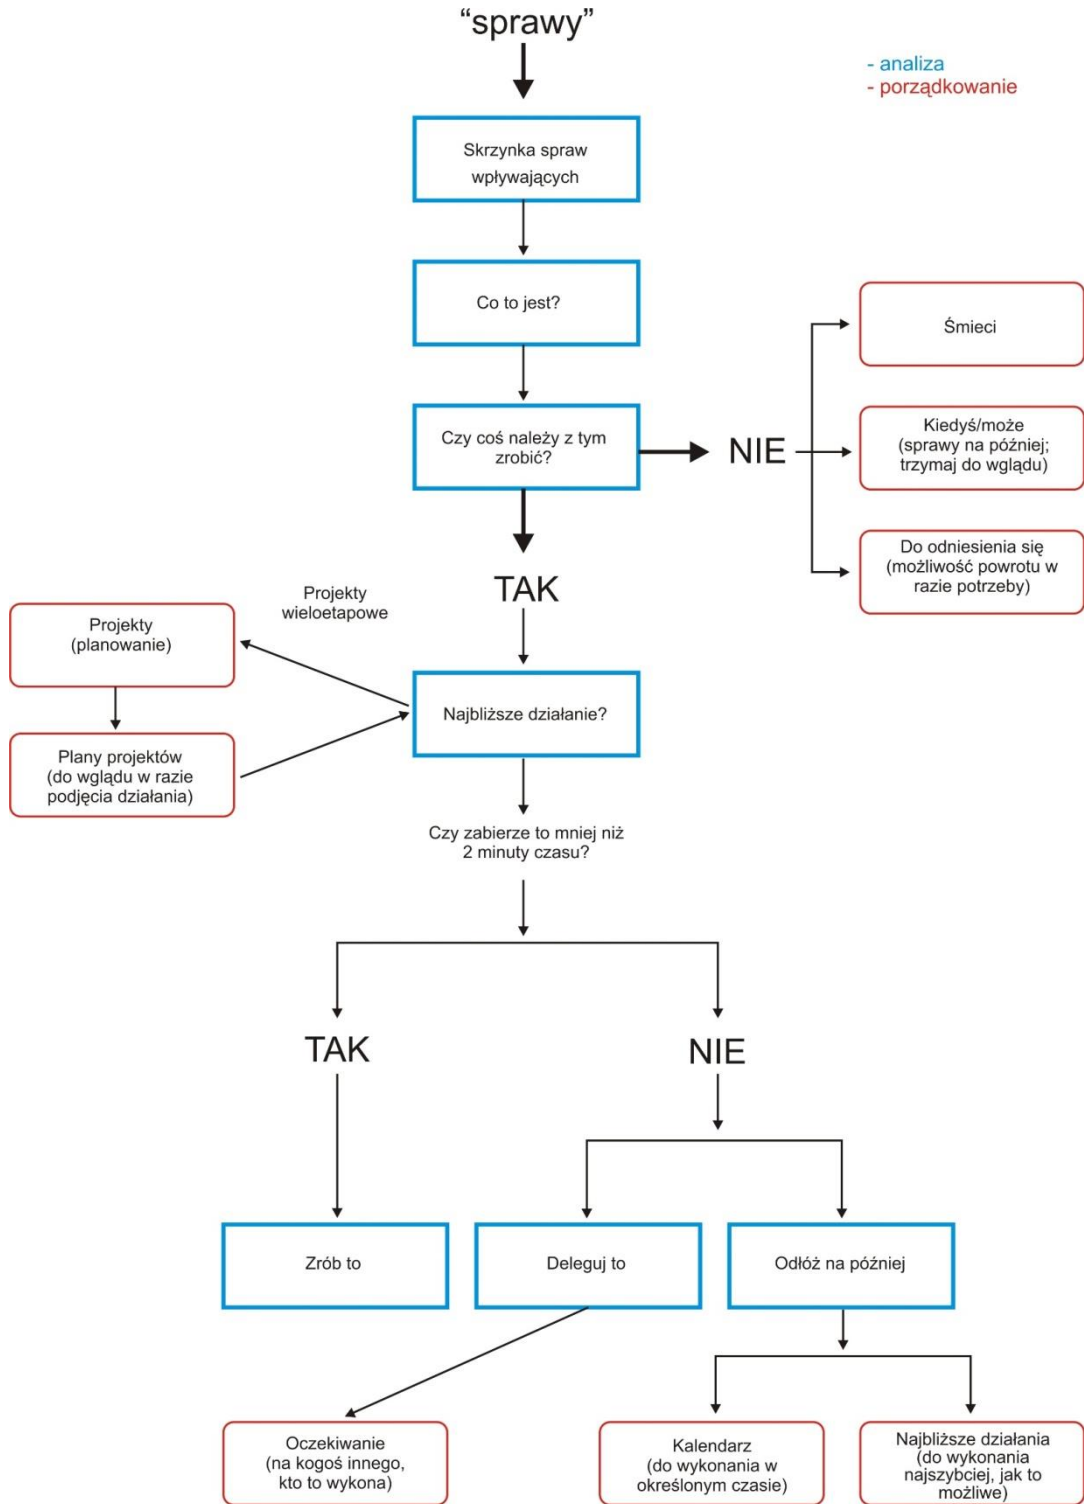 “sprawy”
- analiza
- porządkowanie
Skrzynka spraw
wpływających
Co to jest?
Śmieci
Czy coś należy z tym
zrobić?
NIE
Kiedyś/może
(sprawy na później;
trzymaj do wglądu)
Do odniesienia się
(możliwość powrotu w
razie potrzeby)
TAK
Projekty
wieloetapowe
Projekty
(planowanie)
Najbliższe działanie?
Plany projektów
(do wglądu w razie
podjęcia działania)
Czy zabierze to mniej niż
2 minuty czasu?
TAK
NIE
Zrób to
Deleguj to
Odłóż na później
Oczekiwanie
(na kogoś innego,
kto to wykona)
Kalendarz
(do wykonania w
określonym czasie)
Najbliższe działania
(do wykonania
najszybciej, jak to
możliwe)